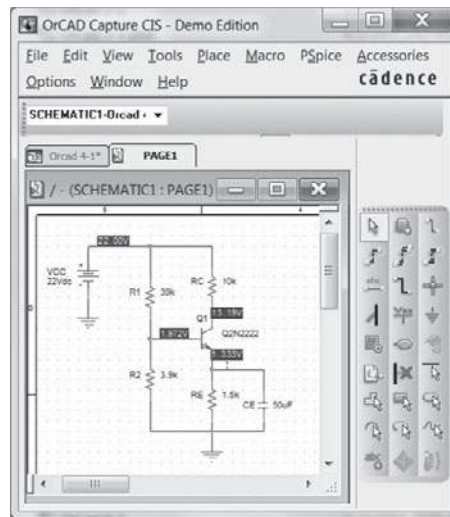 OrCAD Capture CIS - Demo Edition
File Edit View Tools Place Macro PSpice Accessories
Options Window Help cādence
SCHEMATIC1-Orcad
Orcad 4-1* PAGE1
/ - (SCHEMATIC1 : PAGE1)
22.00V
VCC
22Vdc
R1 39k
RC 10k
13.19V
Q1
Q2N2222
1.972V
1.333V
R2 3.9k
RE 1.5k
CE 50uF
abc